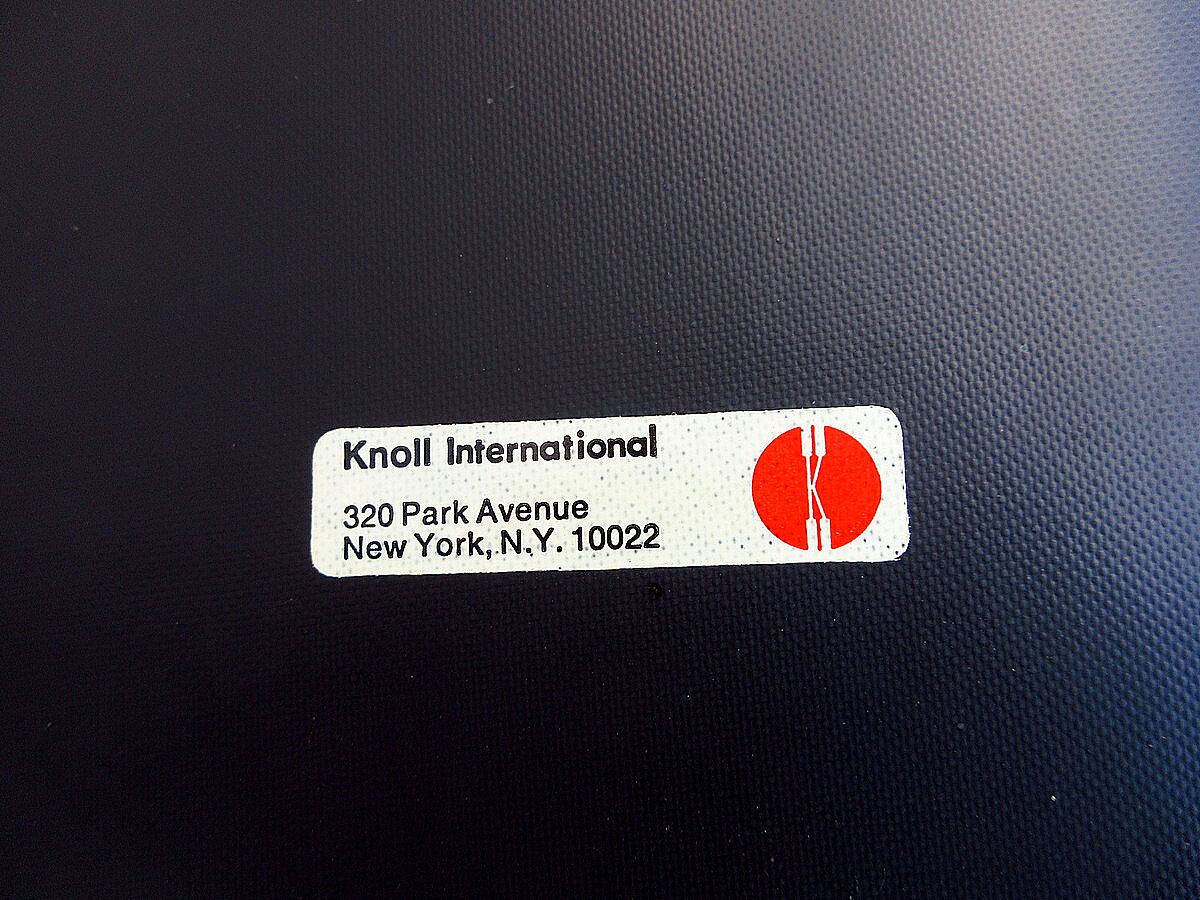 Knoll International
320 Park Avenue
New York, N.Y. 10022
K